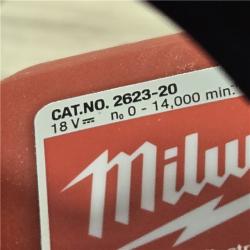 CAT.NO. 2623-20
18 V⎓ n₀ 0 - 14,000 min.
Milw